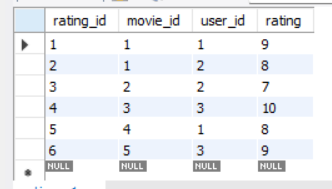 rating_id movie_id user_id rating
1 1 1 9
2 1 2 8
3 2 2 7
4 3 3 10
5 4 1 8
6 5 3 9
NULL NULL NULL NULL